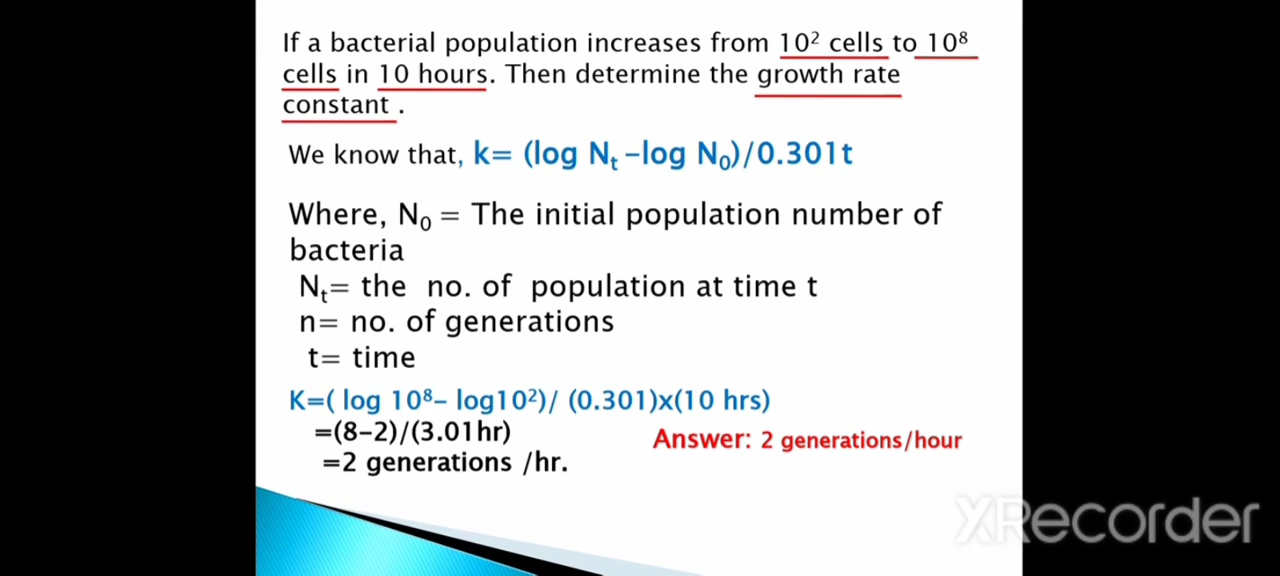 If a bacterial population increases from 10² cells to 10⁸
cells in 10 hours. Then determine the growth rate
constant .
We know that, k= (log Nₜ –log N₀)/0.301t
Where, N₀ = The initial population number of
bacteria
Nₜ= the no. of population at time t
n= no. of generations
t= time
K=( log 10⁸– log10²)/ (0.301)x(10 hrs)
=(8–2)/(3.01hr)
=2 generations /hr.
Answer: 2 generations/hour
XRecorder